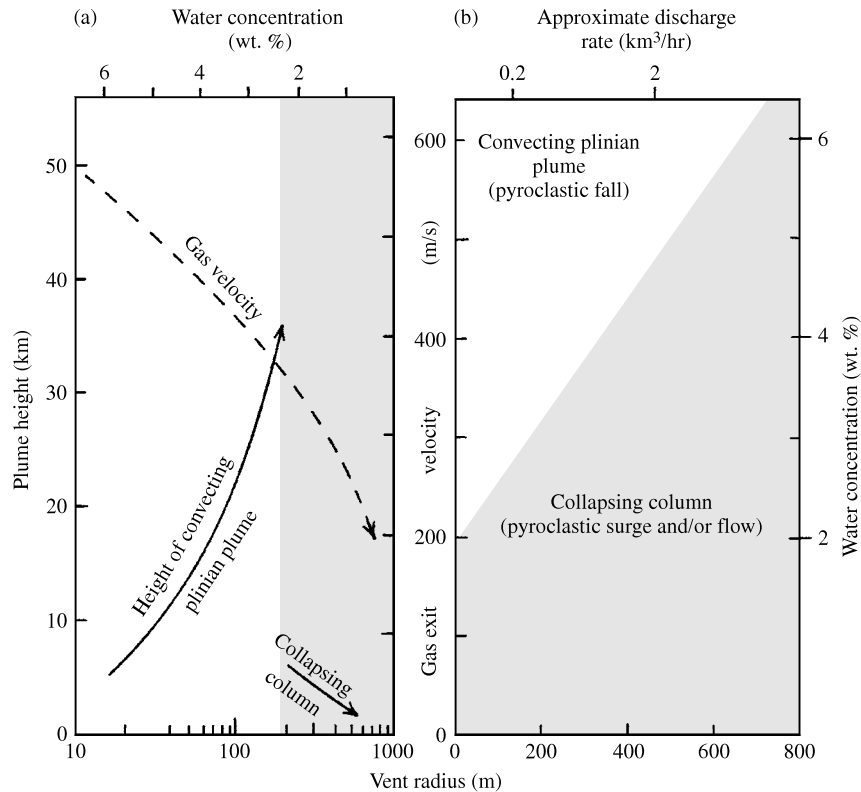 (a)
Water concentration
(wt. %)
6
4
2
50
40
30
20
10
0
Plume height (km)
Gas velocity
Height of convecting
plinian plume
Collapsing
column
10
100
1000
(b)
Approximate discharge
rate (km³/hr)
0.2
2
600
400
200
0
Gas exit velocity (m/s)
Convecting plinian
plume
(pyroclastic fall)
Collapsing column
(pyroclastic surge and/or flow)
6
4
2
Water concentration (wt. %)
0
200
400
600
800
Vent radius (m)